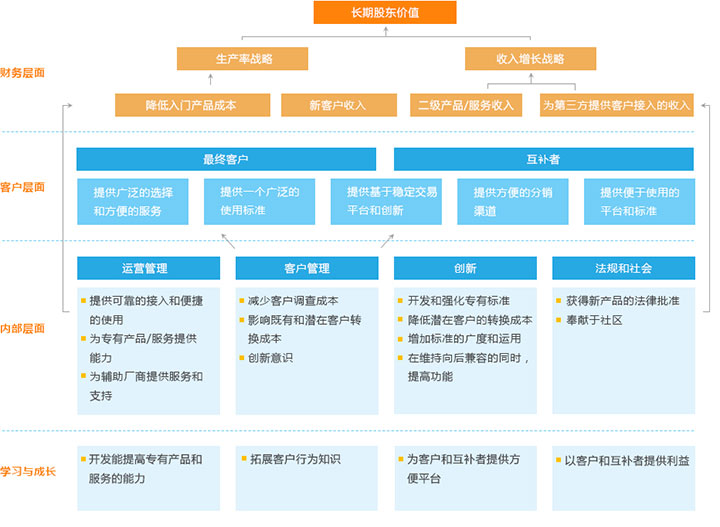 长期股东价值
生产率战略
收入增长战略
财务层面
降低入门产品成本
新客户收入
二级产品/服务收入
为第三方提供客户接入的收入
最终客户
互补者
客户层面
提供广泛的选择
和方便的服务
提供一个广泛的
使用标准
提供基于稳定交易
平台和创新
提供方便的分销
渠道
提供便于使用的
平台和标准
运营管理
客户管理
创新
法规和社会
内部层面
提供可靠的接入和便捷
的使用
为专有产品/服务提供
能力
为辅助厂商提供服务和
支持
减少客户调查成本
影响既有和潜在客户转
换成本
创新意识
开发和强化专有标准
降低潜在客户的转换成本
增加标准的广度和运用
在维持向后兼容的同时，
提高功能
获得新产品的法律批准
奉献于社区
学习与成长
开发能提高专有产品和
服务的能力
拓展客户行为知识
为客户和互补者提供方
便平台
以客户和互补者提供利益